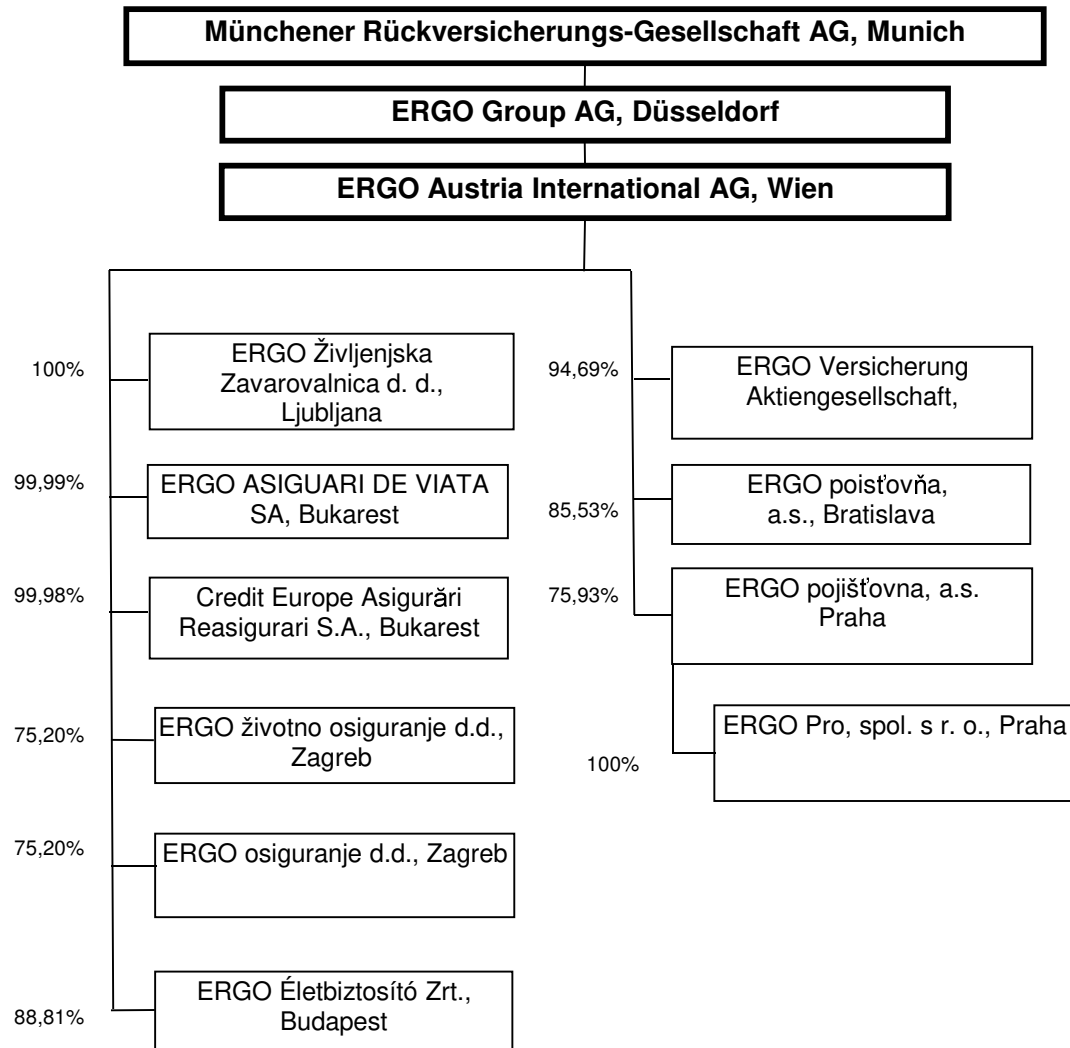 Münchener Rückversicherungs-Gesellschaft AG, Munich
ERGO Group AG, Düsseldorf
ERGO Austria International AG, Wien
100%
ERGO Življenjska
Zavarovalnica d. d.,
Ljubljana
99,99%
ERGO ASIGUARI DE VIATA
SA, Bukarest
99,98%
Credit Europe Asigurări
Reasigurari S.A., Bukarest
75,20%
ERGO životno osiguranje d.d.,
Zagreb
75,20%
ERGO osiguranje d.d., Zagreb
88,81%
ERGO Életbiztosító Zrt.,
Budapest
94,69%
ERGO Versicherung
Aktiengesellschaft,
85,53%
ERGO poisťovňa,
a.s., Bratislava
75,93%
ERGO pojišťovna, a.s.
Praha
100%
ERGO Pro, spol. s r. o., Praha